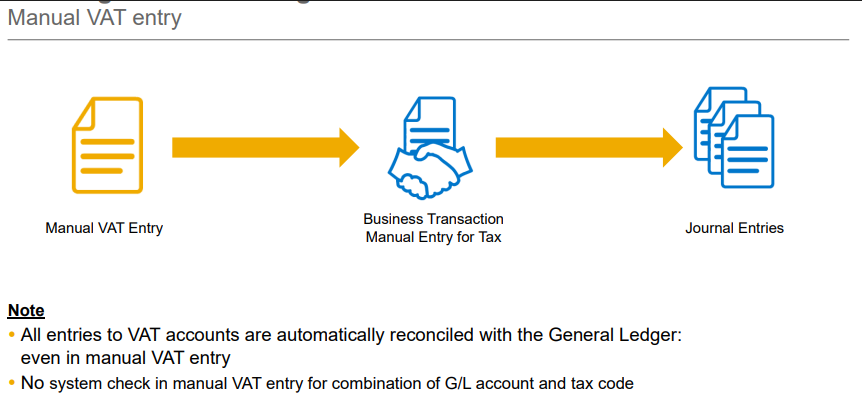 Manual VAT entry
Manual VAT Entry
Business Transaction
Manual Entry for Tax
Journal Entries
Note
• All entries to VAT accounts are automatically reconciled with the General Ledger:
even in manual VAT entry
• No system check in manual VAT entry for combination of G/L account and tax code